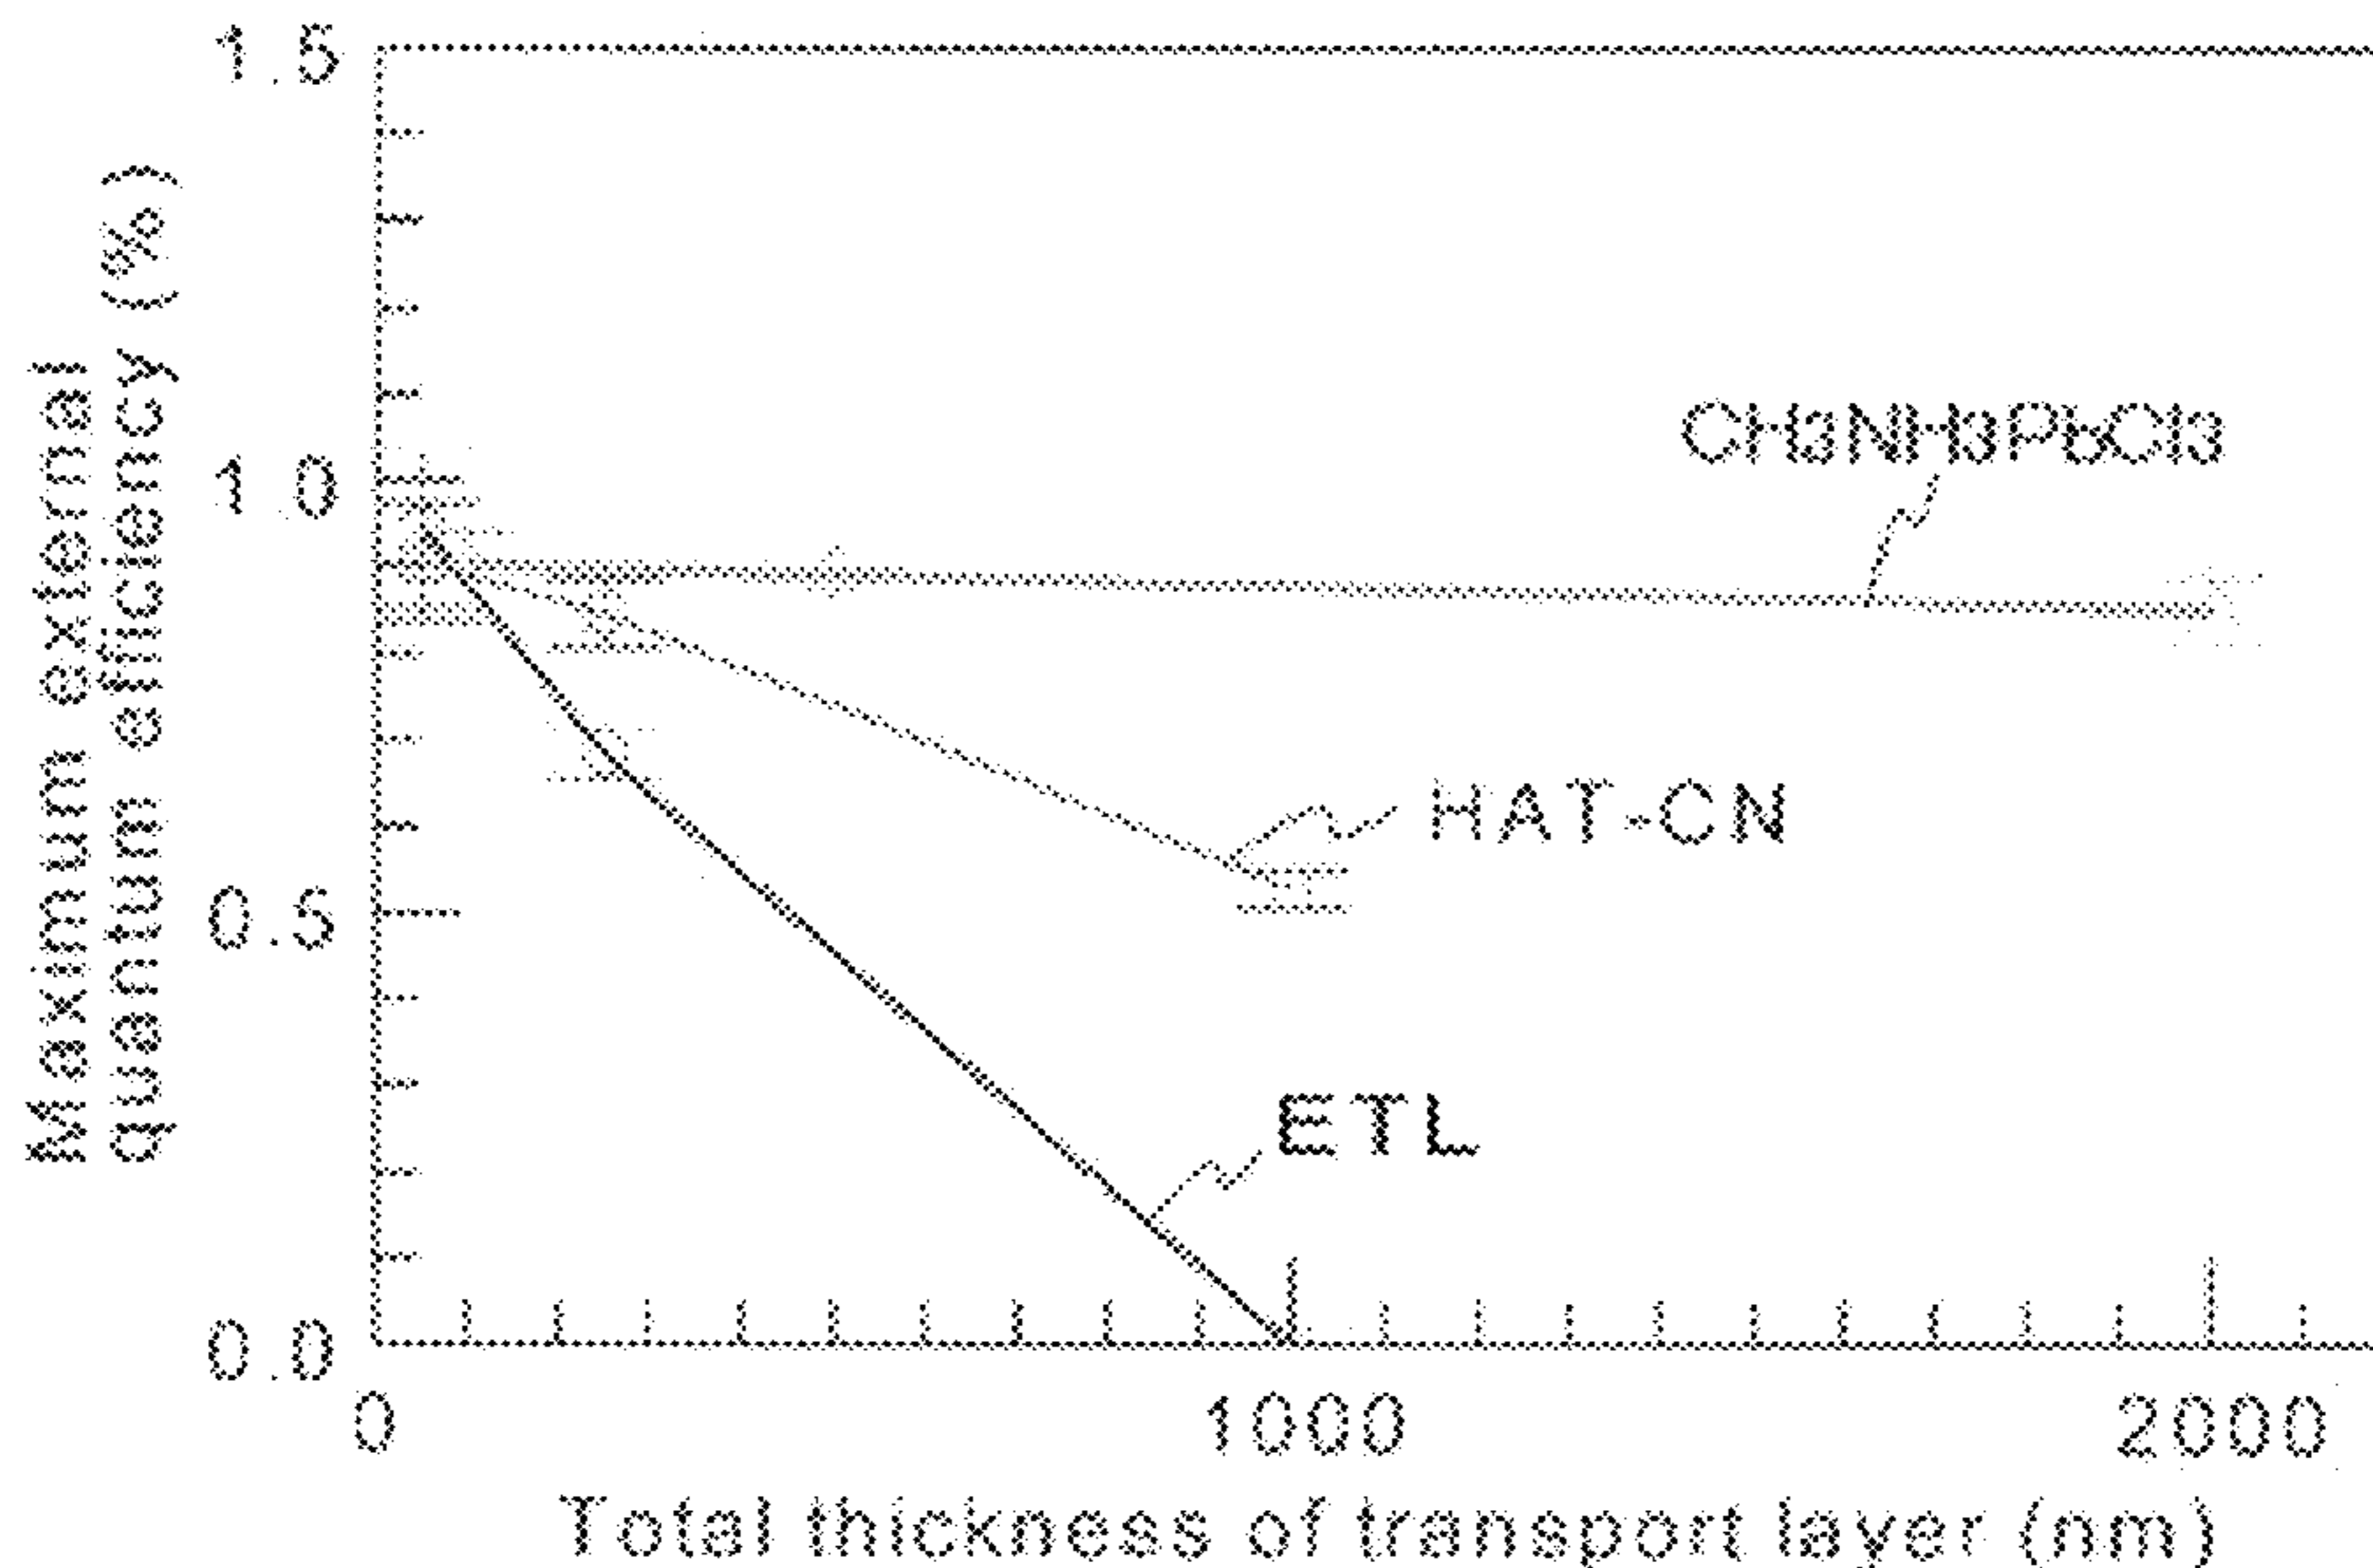 Maximum external
quantum efficiency (%)
1.5
1.0
0.5
0.0
CH3NH3PbCl3
HAT-CN
ETL
0
1000
2000
Total thickness of transport layer (nm)